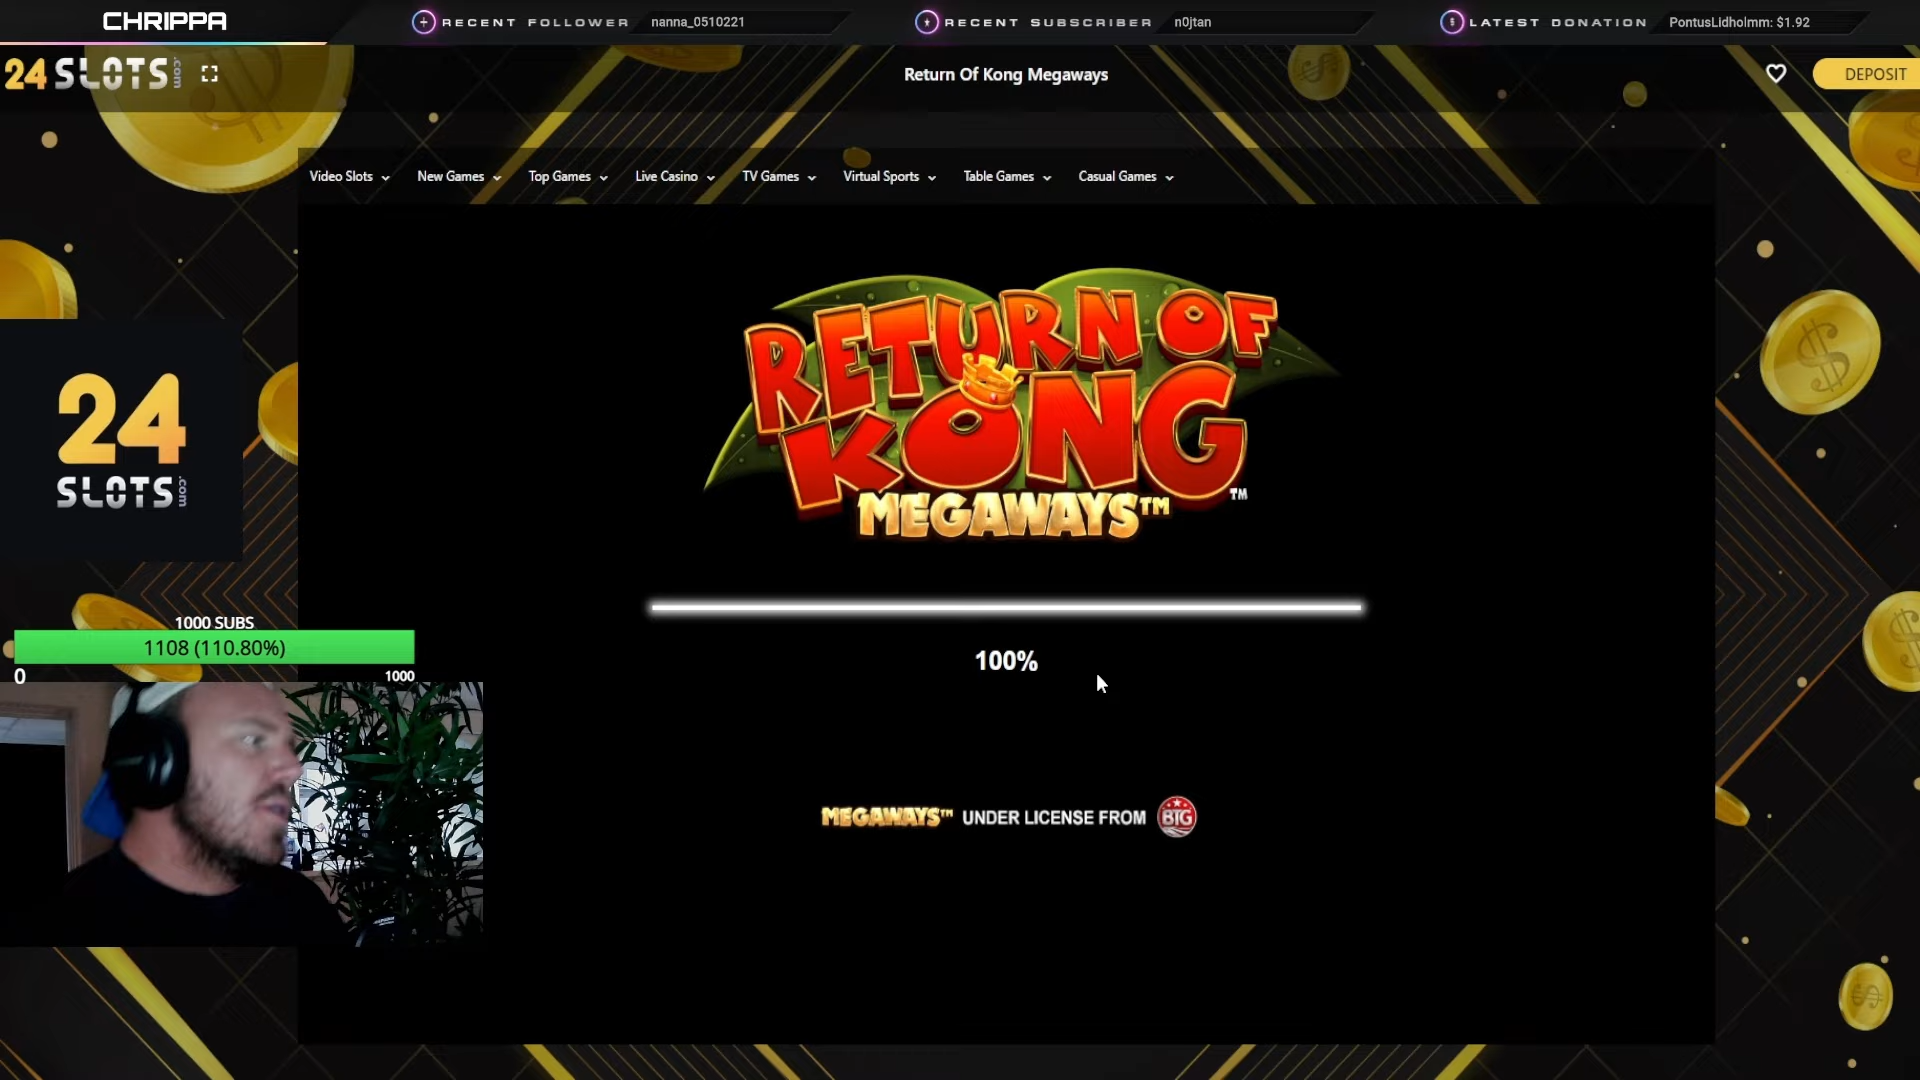 CHRIPPA
RECENT FOLLOWER nanna_0510221
RECENT SUBSCRIBER n0jtan
LATEST DONATION PontusLidholmm: $1.92
24 SLOTS .com
Return Of Kong Megaways
DEPOSIT
Video Slots New Games Top Games Live Casino TV Games Virtual Sports Table Games Casual Games
RETURN OF
KONG ™
MEGAWAYS™
24
SLOTS .com
1000 SUBS
1108 (110.80%)
0 1000
100%
MEGAWAYS™ UNDER LICENSE FROM BTG